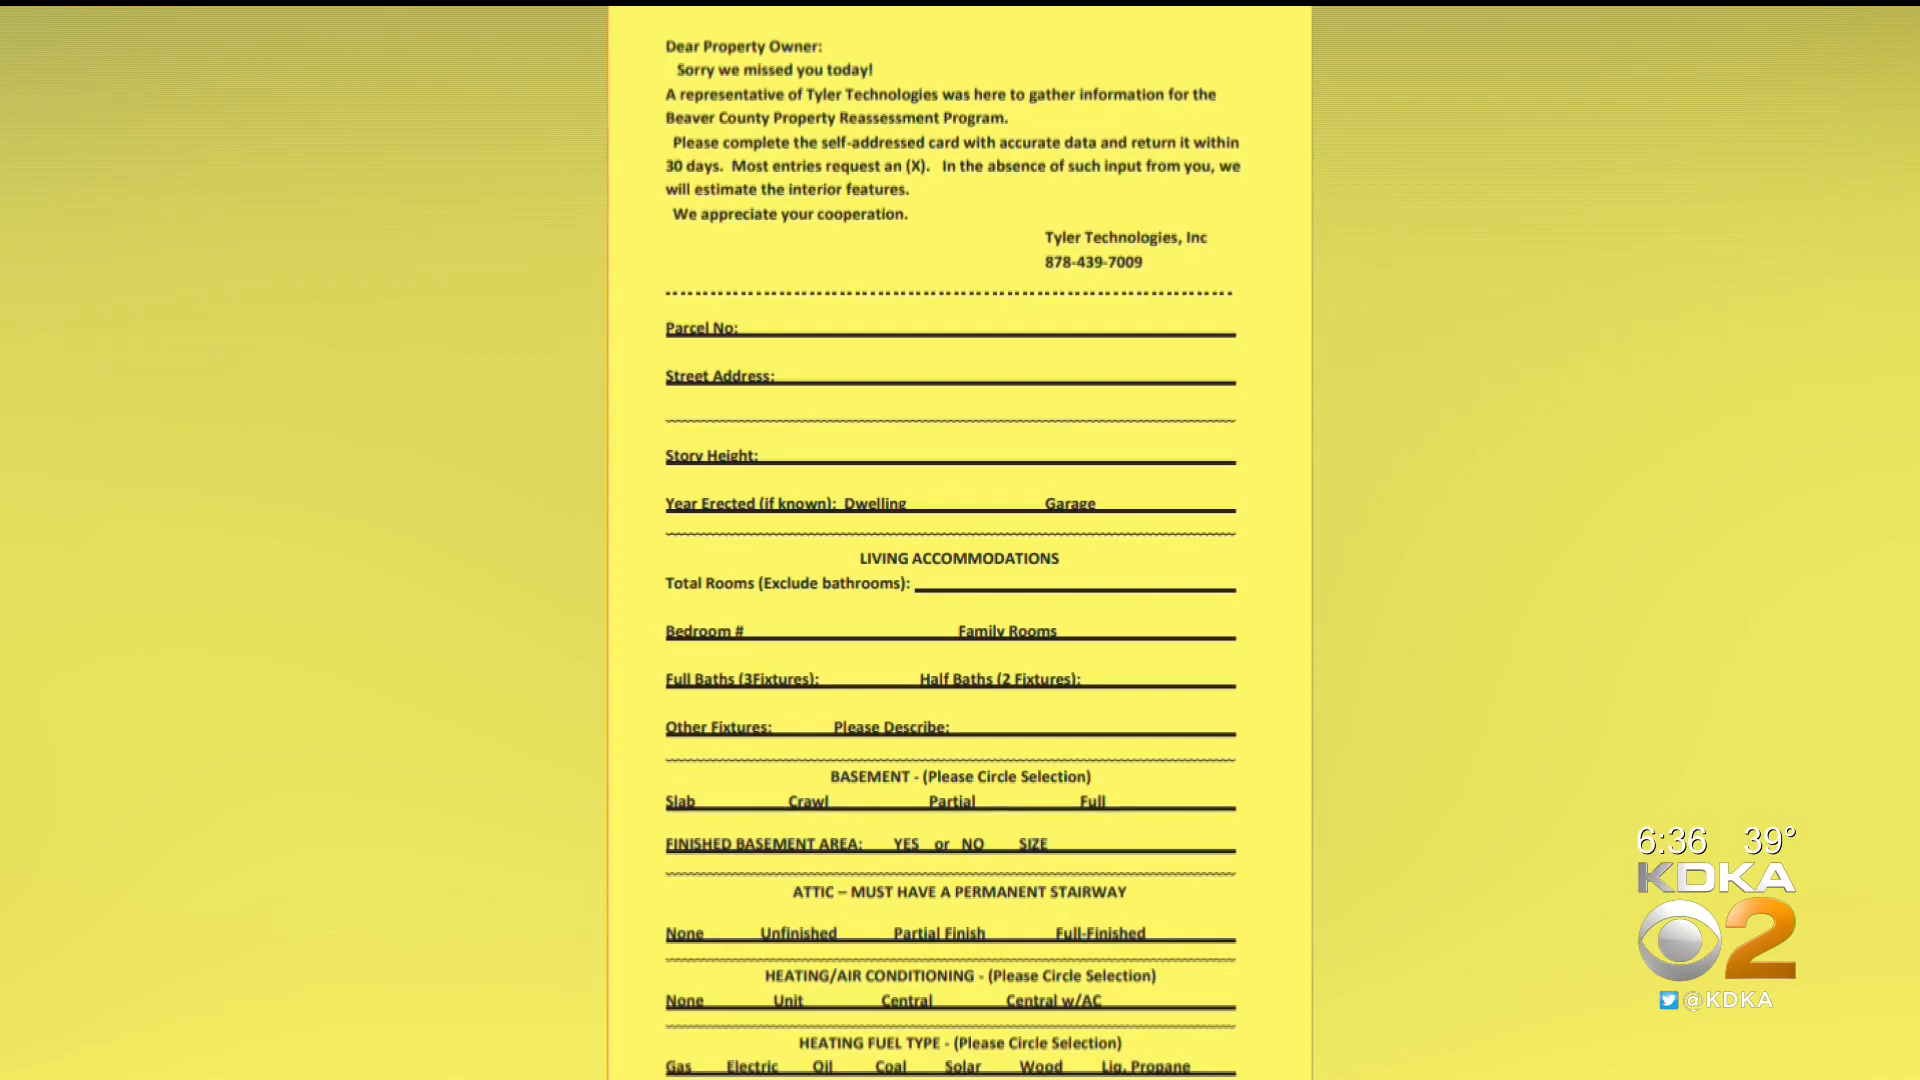 Dear Property Owner:
Sorry we missed you today!
A representative of Tyler Technologies was here to gather information for the
Beaver County Property Reassessment Program.
Please complete the self-addressed card with accurate data and return it within
30 days. Most entries request an (X). In the absence of such input from you, we
will estimate the interior features.
We appreciate your cooperation.
Tyler Technologies, Inc
878-439-7009
Parcel No:
Street Address:
Story Height:
Year Erected (if known): Dwelling Garage
LIVING ACCOMMODATIONS
Total Rooms (Exclude bathrooms):
Bedroom # Family Rooms
Full Baths (3Fixtures): Half Baths (2 Fixtures):
Other Fixtures: Please Describe:
BASEMENT - (Please Circle Selection)
Slab Crawl Partial Full
FINISHED BASEMENT AREA: YES or NO SIZE
ATTIC – MUST HAVE A PERMANENT STAIRWAY
None Unfinished Partial Finish Full-Finished
HEATING/AIR CONDITIONING - (Please Circle Selection)
None Unit Central Central w/AC
HEATING FUEL TYPE - (Please Circle Selection)
Gas Electric Oil Coal Solar Wood Liq. Propane
6:36 39°
KDKA
2
@KDKA